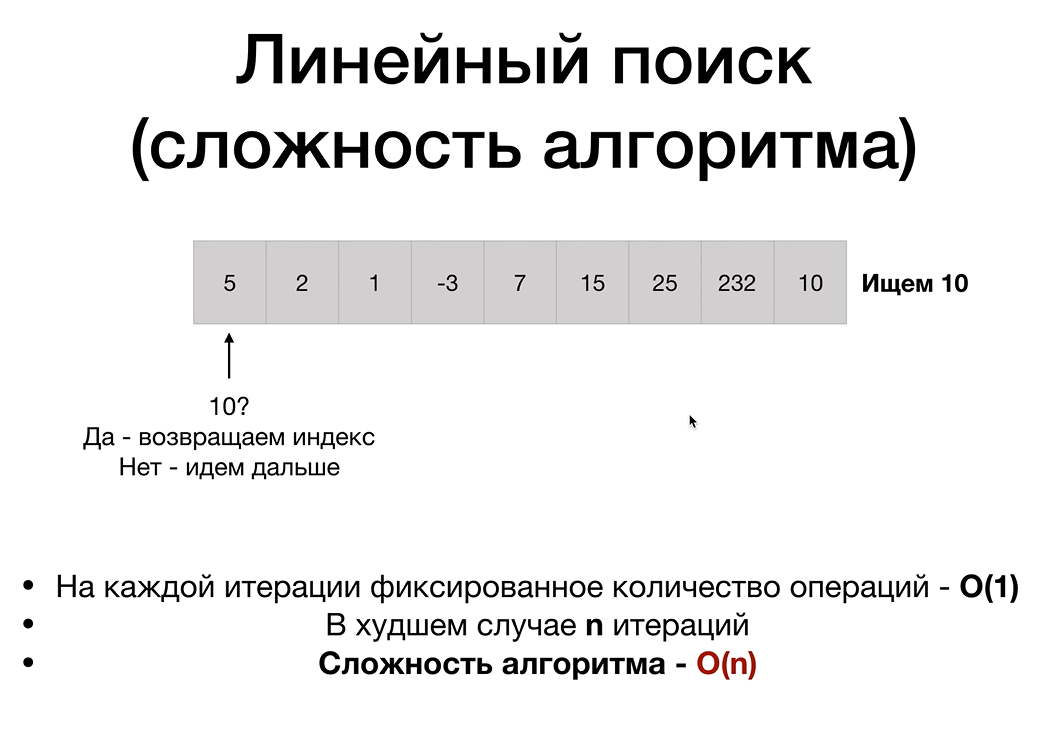 Линейный поиск
(сложность алгоритма)
5 2 1 -3 7 15 25 232 10 Ищем 10
10?
Да - возвращаем индекс
Нет - идем дальше
• На каждой итерации фиксированное количество операций - O(1)
• В худшем случае n итераций
• Сложность алгоритма - O(n)